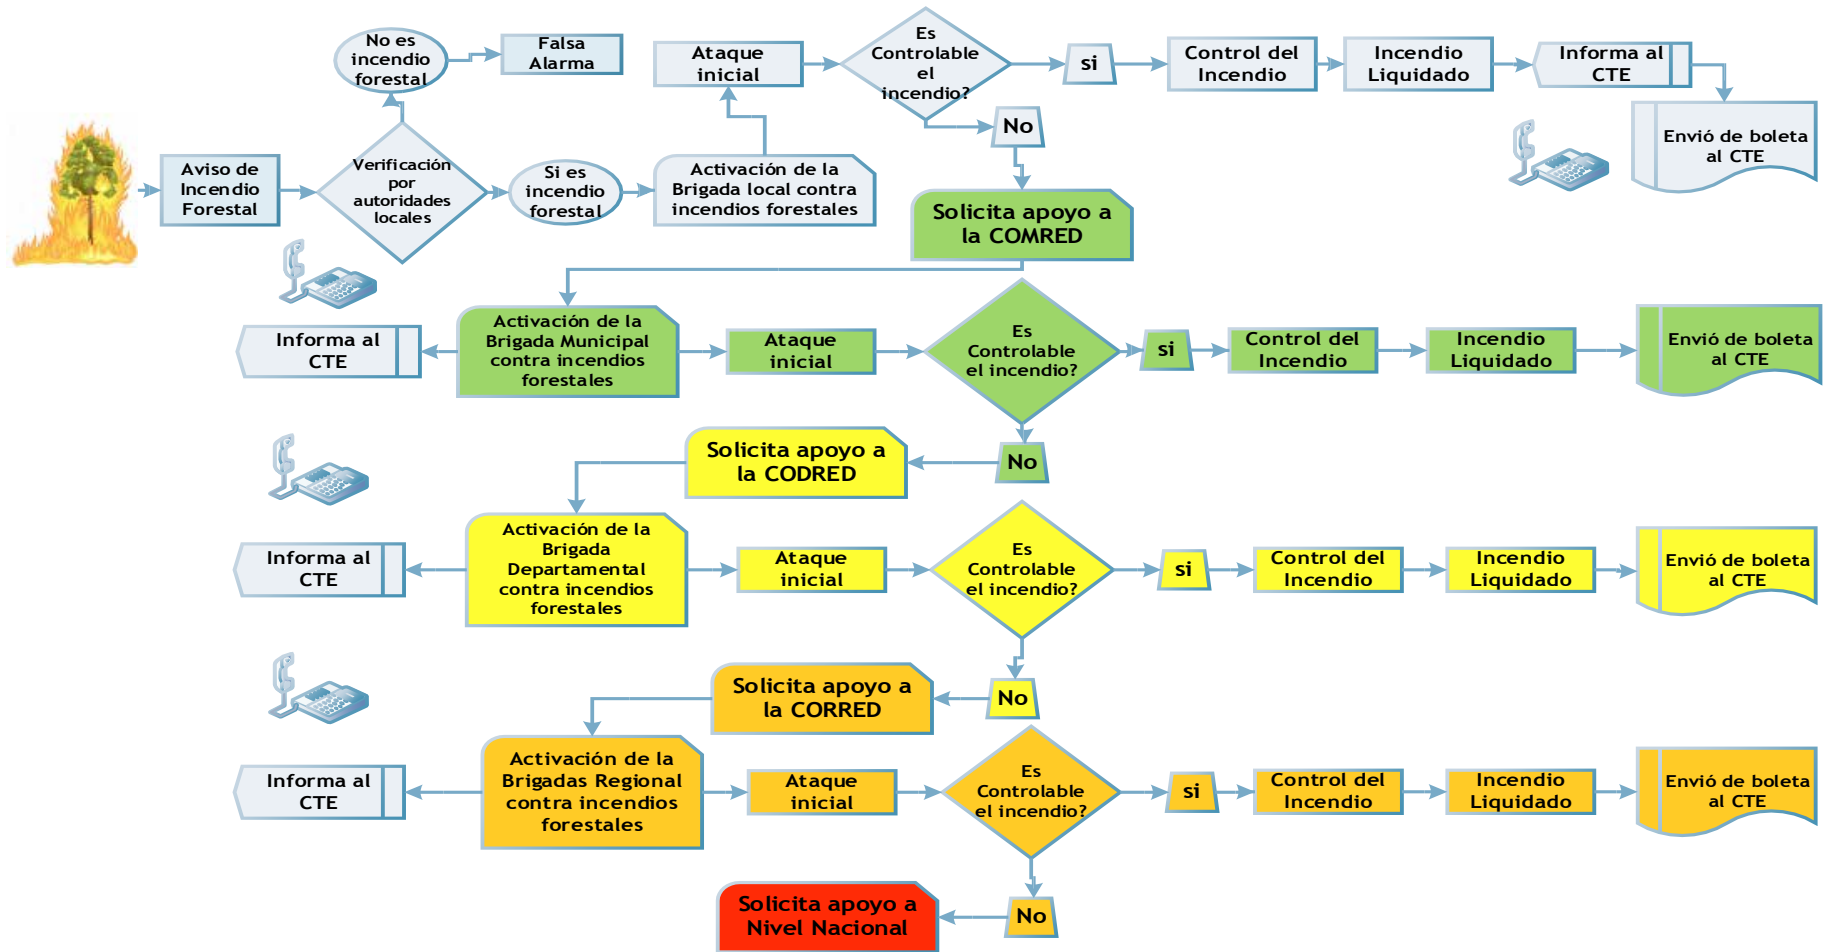 No es
incendio
forestal
Falsa
Alarma
Ataque
inicial
Es
Controlable
el
incendio?
si
Control del
Incendio
Incendio
Liquidado
Informa al
CTE
No
Envió de boleta
al CTE
Aviso de
Incendio
Forestal
Verificación
por
autoridades
locales
Si es
incendio
forestal
Activación de la
Brigada local contra
incendios forestales
Solicita apoyo a
la COMRED
Informa al
CTE
Activación de la
Brigada Municipal
contra incendios
forestales
Ataque
inicial
Es
Controlable
el incendio?
si
Control del
Incendio
Incendio
Liquidado
Envió de boleta
al CTE
No
Solicita apoyo a
la CODRED
Informa al
CTE
Activación de la
Brigada
Departamental
contra incendios
forestales
Ataque
inicial
Es
Controlable
el incendio?
si
Control del
Incendio
Incendio
Liquidado
Envió de boleta
al CTE
No
Solicita apoyo a
la CORRED
Informa al
CTE
Activación de la
Brigadas Regional
contra incendios
forestales
Ataque
inicial
Es
Controlable
el incendio?
si
Control del
Incendio
Incendio
Liquidado
Envió de boleta
al CTE
No
Solicita apoyo a
Nivel Nacional